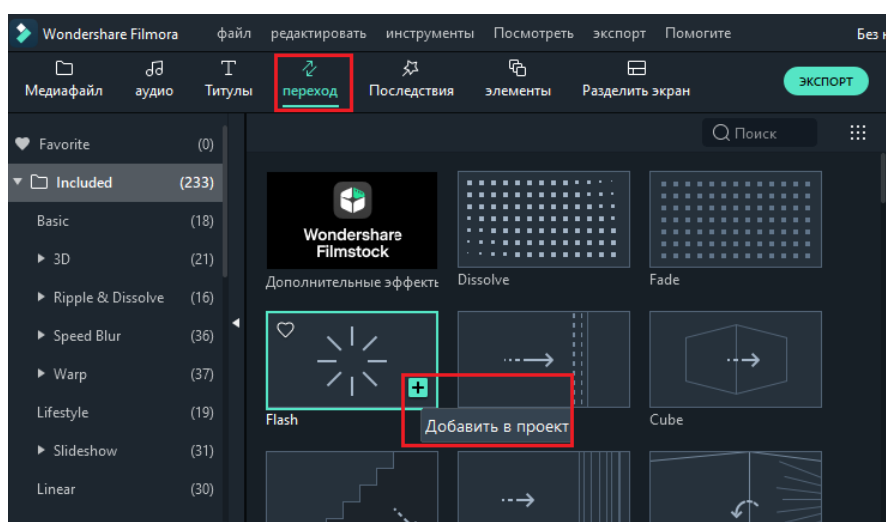 Wondershare Filmora файл редактировать инструменты Посмотреть экспорт Помогите Без
Медиафайл аудио Титулы переход Последствия элементы Разделить экран экспорт
Поиск
Favorite (0)
Included (233)
Basic (18)
3D (21)
Ripple & Dissolve (16)
Speed Blur (36)
Warp (37)
Lifestyle (19)
Slideshow (31)
Linear (30)
Wondershare
Filmstock
Дополнительные эффекть Dissolve Fade
Flash Добавить в проект Cube